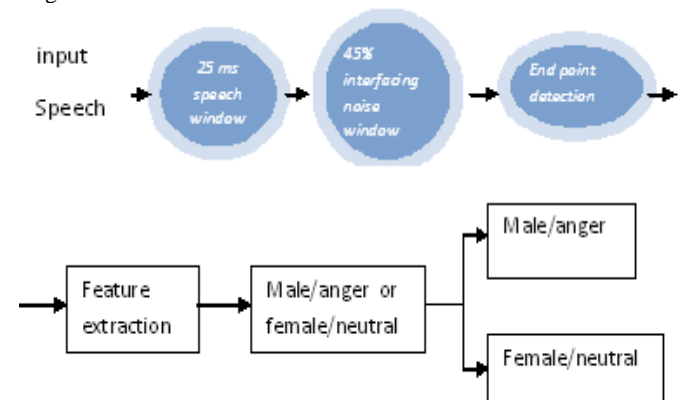 input
Speech
25 ms
speech
window
45%
interfacing
noise
window
End point
detection
Feature
extraction
Male/anger or
female/neutral
Male/anger
Female/neutral